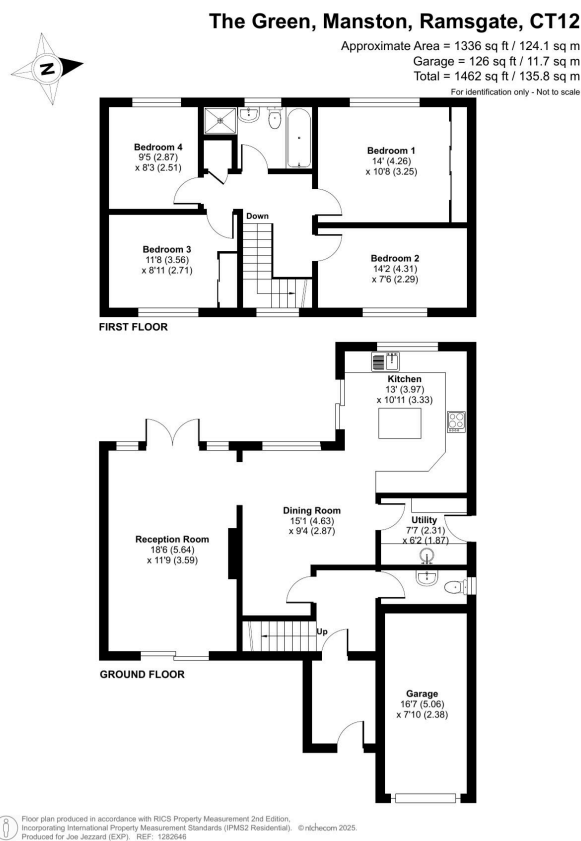 The Green, Manston, Ramsgate, CT12
Approximate Area = 1336 sq ft / 124.1 sq m
Garage = 126 sq ft / 11.7 sq m
Total = 1462 sq ft / 135.8 sq m
For identification only - Not to scale
N
Bedroom 4
9'5 (2.87)
x 8'3 (2.51)
Bedroom 1
14' (4.26)
x 10'8 (3.25)
Down
Bedroom 3
11'8 (3.56)
x 8'11 (2.71)
Bedroom 2
14'2 (4.31)
x 7'6 (2.29)
FIRST FLOOR
Kitchen
13' (3.97)
x 10'11 (3.33)
Dining Room
15'1 (4.63)
x 9'4 (2.87)
Utility
7'7 (2.31)
x 6'2 (1.87)
Reception Room
18'6 (5.64)
x 11'9 (3.59)
Up
GROUND FLOOR
Garage
16'7 (5.06)
x 7'10 (2.38)
Floor plan produced in accordance with RICS Property Measurement 2nd Edition,
Incorporating International Property Measurement Standards (IPMS2 Residential). © nichecom 2025.
Produced for Joe Jezzard (EXP). REF: 1282646